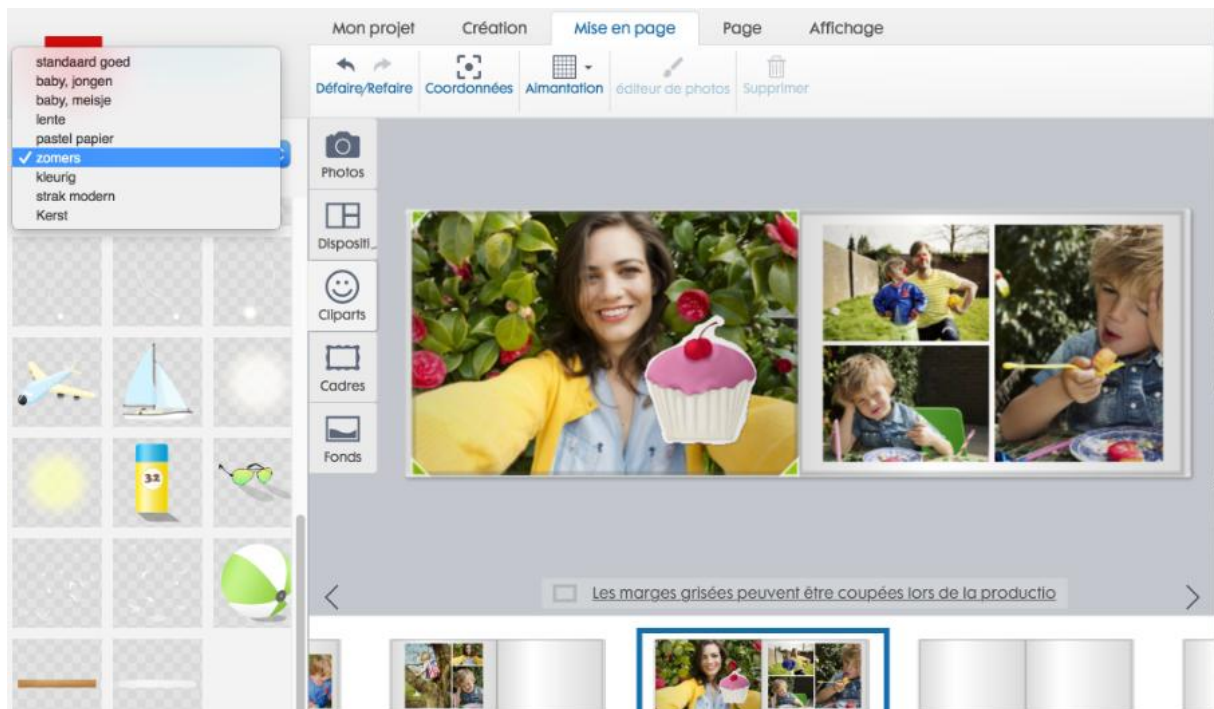 Mon projet Création Mise en page Page Affichage
Défaire/Refaire Coordonnées Aimantation éditeur de photos Supprimer
standaard goed
baby, jongen
baby, meisje
lente
pastel papier
✓ zomers
kleurig
strak modern
Kerst
Photos
Dispositi...
Cliparts
Cadres
Fonds
32
Les marges grisées peuvent être coupées lors de la productio